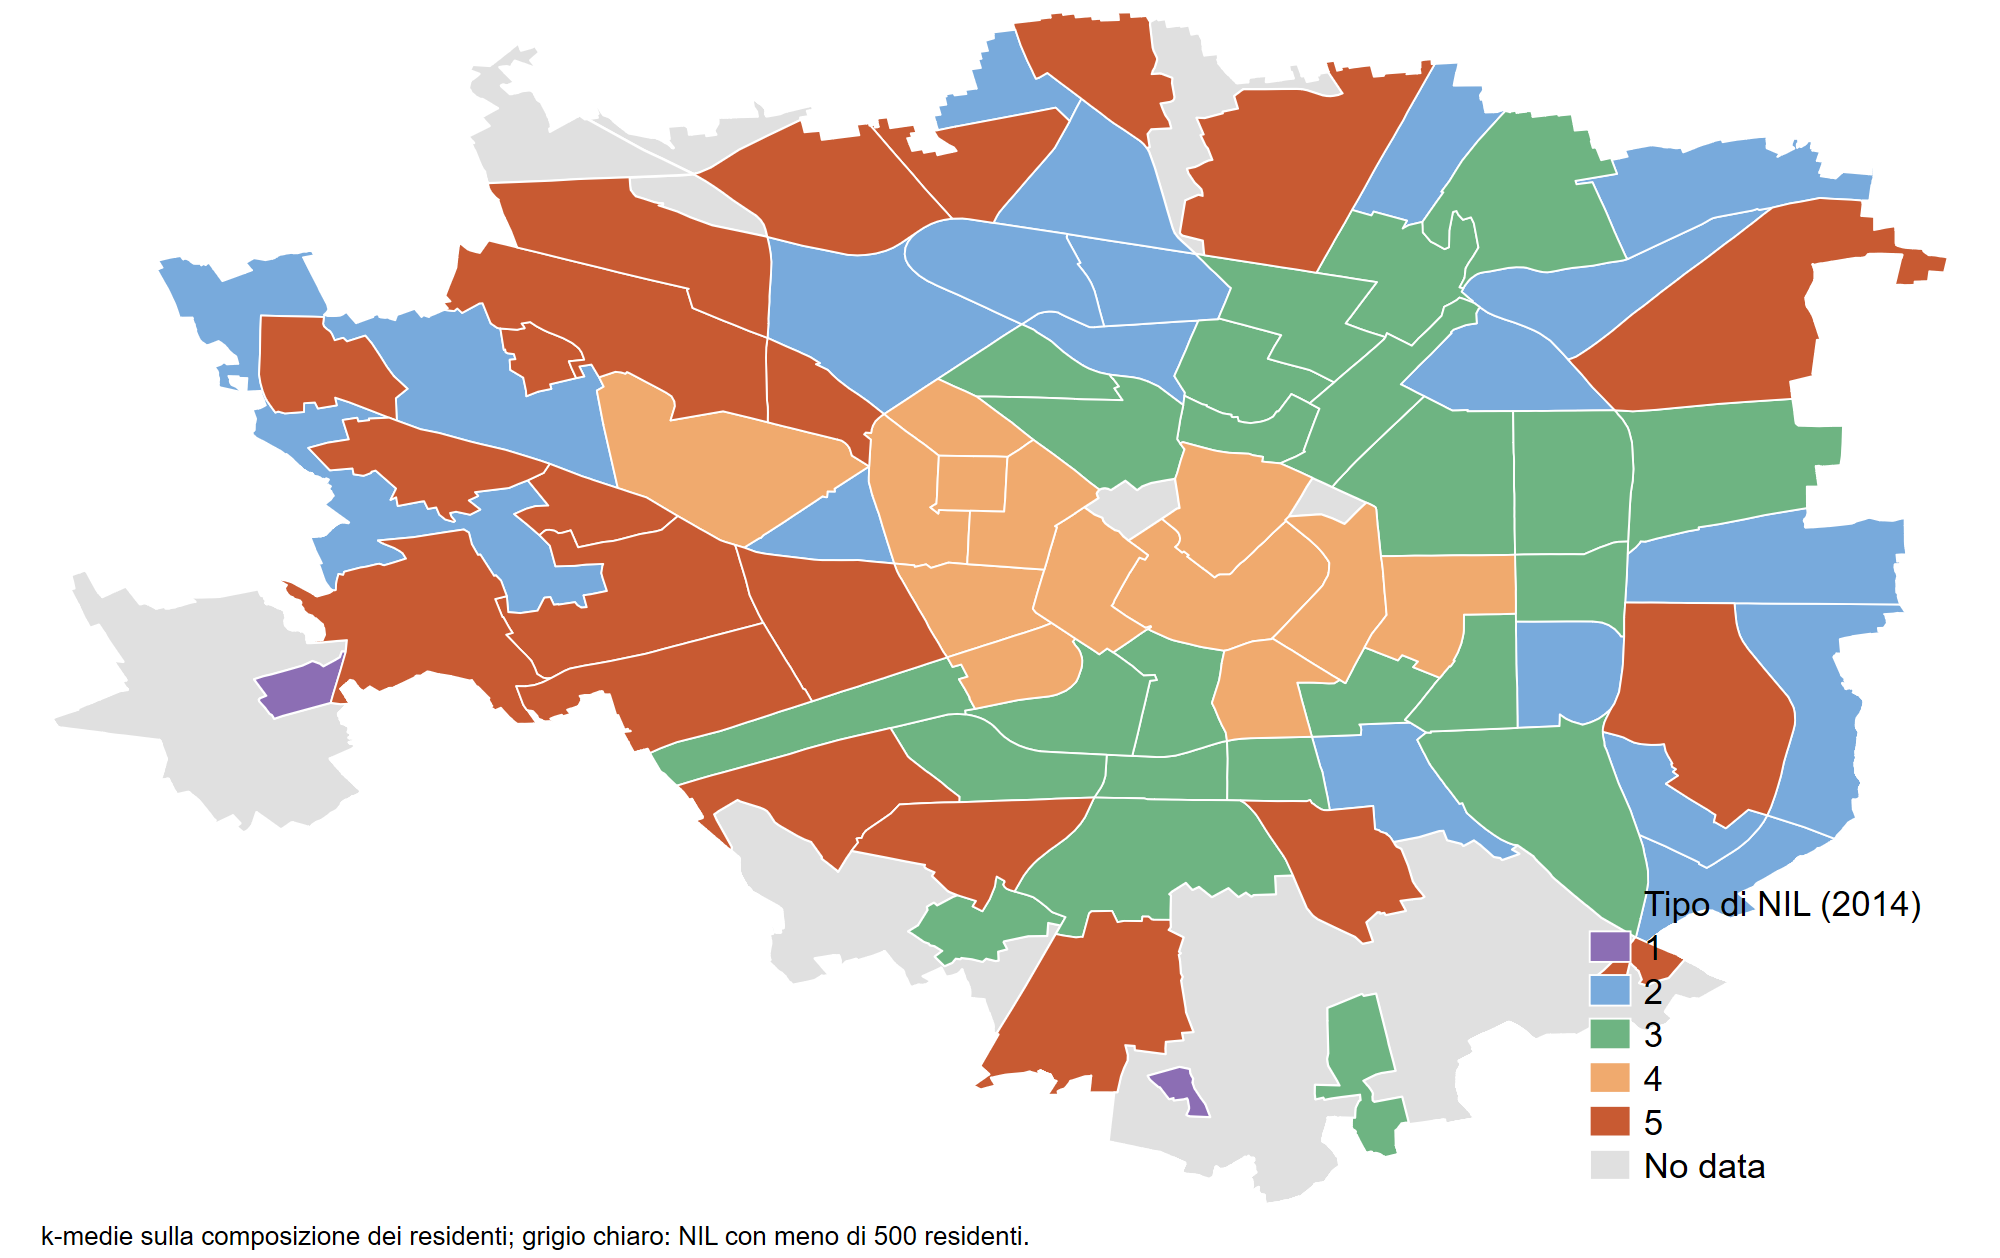 Tipo di NIL (2014)
1
2
3
4
5
No data
k-medie sulla composizione dei residenti; grigio chiaro: NIL con meno di 500 residenti.